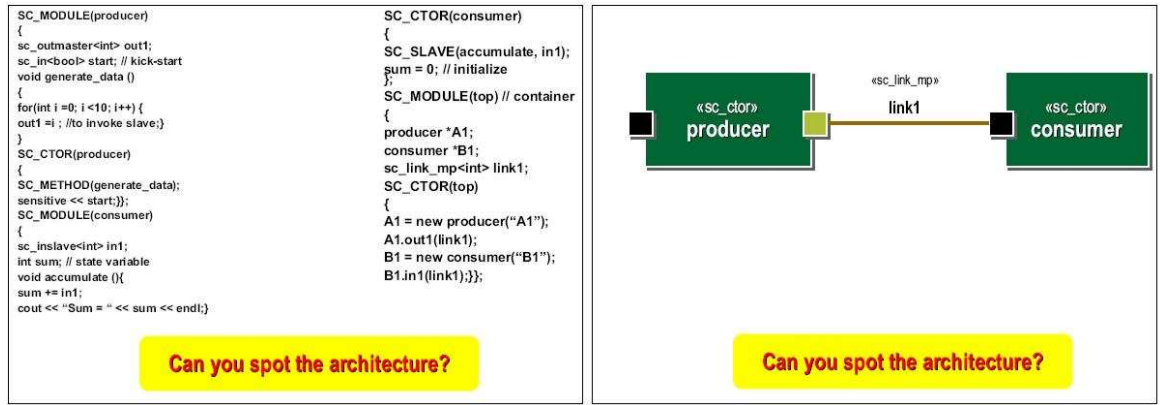 SC_MODULE(producer)
{
sc_outmaster<int> out1;
sc_in<bool> start; // kick-start
void generate_data ()
{
for(int i =0; i <10; i++) {
out1 =i ; //to invoke slave;}
}
SC_CTOR(producer)
{
SC_METHOD(generate_data);
sensitive << start;}};
SC_MODULE(consumer)
{
sc_inslave<int> in1;
int sum; // state variable
void accumulate (){
sum += in1;
cout << “Sum = “ << sum << endl;}
SC_CTOR(consumer)
{
SC_SLAVE(accumulate, in1);
sum = 0; // initialize
};
SC_MODULE(top) // container
{
producer *A1;
consumer *B1;
sc_link_mp<int> link1;
SC_CTOR(top)
{
A1 = new producer(“A1”);
A1.out1(link1);
B1 = new consumer(“B1”);
B1.in1(link1);}};
Can you spot the architecture?
«sc_ctor»
producer
«sc_link_mp»
link1
«sc_ctor»
consumer
Can you spot the architecture?